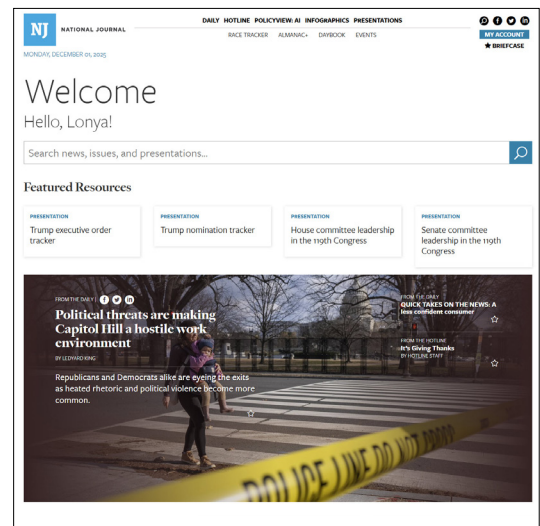 NJ
NATIONAL JOURNAL
DAILY HOTLINE POLICYVIEW: AI INFOGRAPHICS PRESENTATIONS
RACE TRACKER ALMANAC+ DAYBOOK EVENTS
MY ACCOUNT
★ BRIEFCASE
MONDAY, DECEMBER 01, 2025
Welcome
Hello, Lonya!
Search news, issues, and presentations...
Featured Resources
PRESENTATION
Trump executive order
tracker
PRESENTATION
Trump nomination tracker
PRESENTATION
House committee leadership
in the 119th Congress
PRESENTATION
Senate committee
leadership in the 119th
Congress
FROM THE DAILY |
Political threats are making
Capitol Hill a hostile work
environment
BY LEDYARD KING
Republicans and Democrats alike are eyeing the exits
as heated rhetoric and political violence become more
common.
FROM THE DAILY
QUICK TAKES ON THE NEWS: A
less confident consumer
FROM THE HOTLINE
It's Giving Thanks
BY HOTLINE STAFF
POLICE LINE DO NOT CROSS